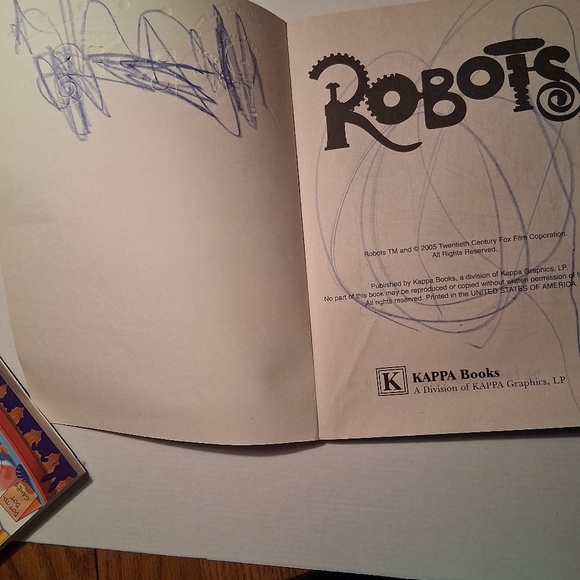 ROBOTS
Robots TM and © 2005 Twentieth Century Fox Film Coporation.
All Rights Reserved.
Published by Kappa Books, a division of Kappa Graphics, LP.
No part of this book may be reproduced or copied without written permission of
All rights reserved. Printed in the UNITED STATES OF AMERICA.
K KAPPA Books
A Division of KAPPA Graphics, LP